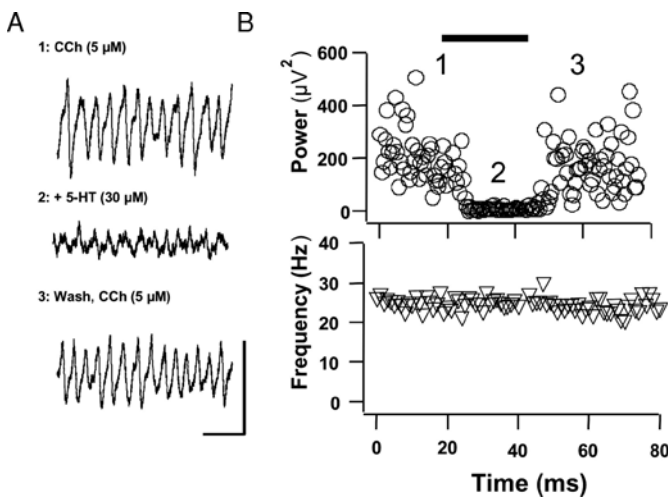 A
1: CCh (5 µM)
2: + 5-HT (30 µM)
3: Wash, CCh (5 µM)
B
1
2
3
Power (µV²)
600
400
200
0
Frequency (Hz)
40
30
20
10
0
0 20 40 60 80
Time (ms)